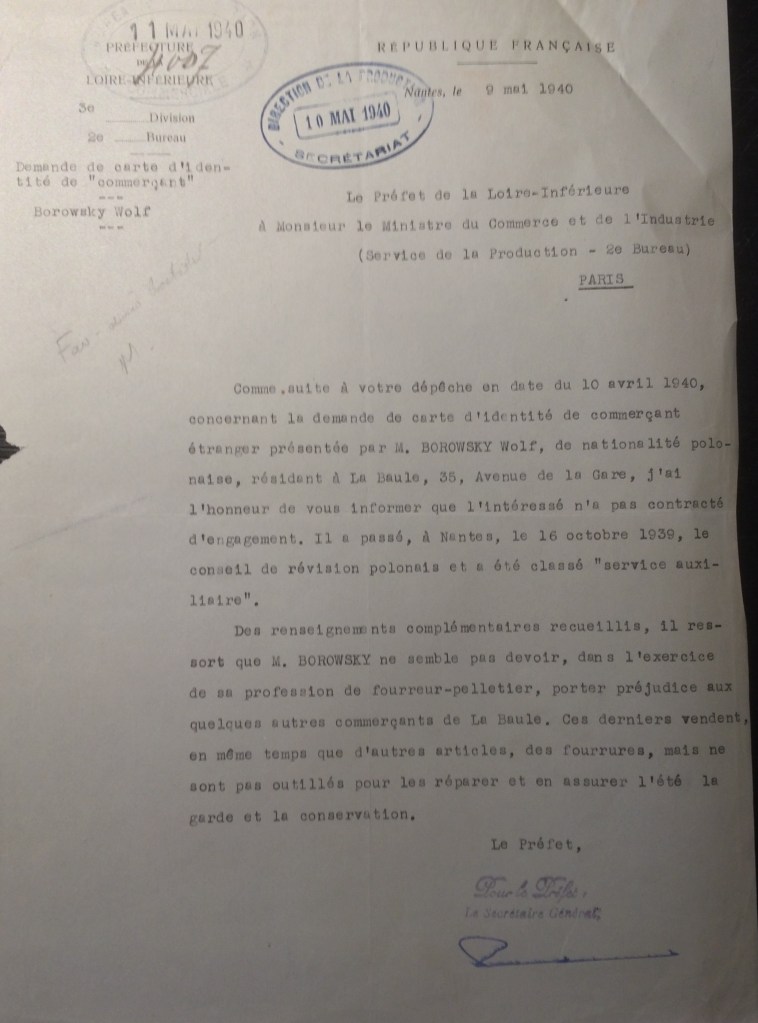 11 MAI 1940
PRÉFECTURE
DE
LOIRE-INFÉRIEURE
3e Division
2e Bureau
Demande de carte d'iden-
tité de "commerçant"
---
Borowsky Wolf
---
RÉPUBLIQUE FRANÇAISE
Nantes, le 9 mai 1940
DIRECTION DE LA PRODUCTION
10 MAI 1940
- SECRÉTARIAT -
Le Préfet de la Loire-Inférieure
À Monsieur le Ministre du Commerce et de l'Industrie
(Service de la Production - 2e Bureau)
PARIS
Comme suite à votre dépêche en date du 10 avril 1940,
concernant la demande de carte d'identité de commerçant
étranger présentée par M. BOROWSKY Wolf, de nationalité polo-
naise, résidant à La Baule, 35, Avenue de la Gare, j'ai
l'honneur de vous informer que l'intéressé n'a pas contracté
d'engagement. Il a passé, à Nantes, le 16 octobre 1939, le
conseil de révision polonais et a été classé "service auxi-
liaire".
Des renseignements complémentaires recueillis, il res-
sort que M. BOROWSKY ne semble pas devoir, dans l'exercice
de sa profession de fourreur-pelletier, porter préjudice aux
quelques autres commerçants de La Baule. Ces derniers vendent,
en même temps que d'autres articles, des fourrures, mais ne
sont pas outillés pour les réparer et en assurer l'été la
garde et la conservation.
Le Préfet,
Pour le Préfet,
Le Secrétaire Général,